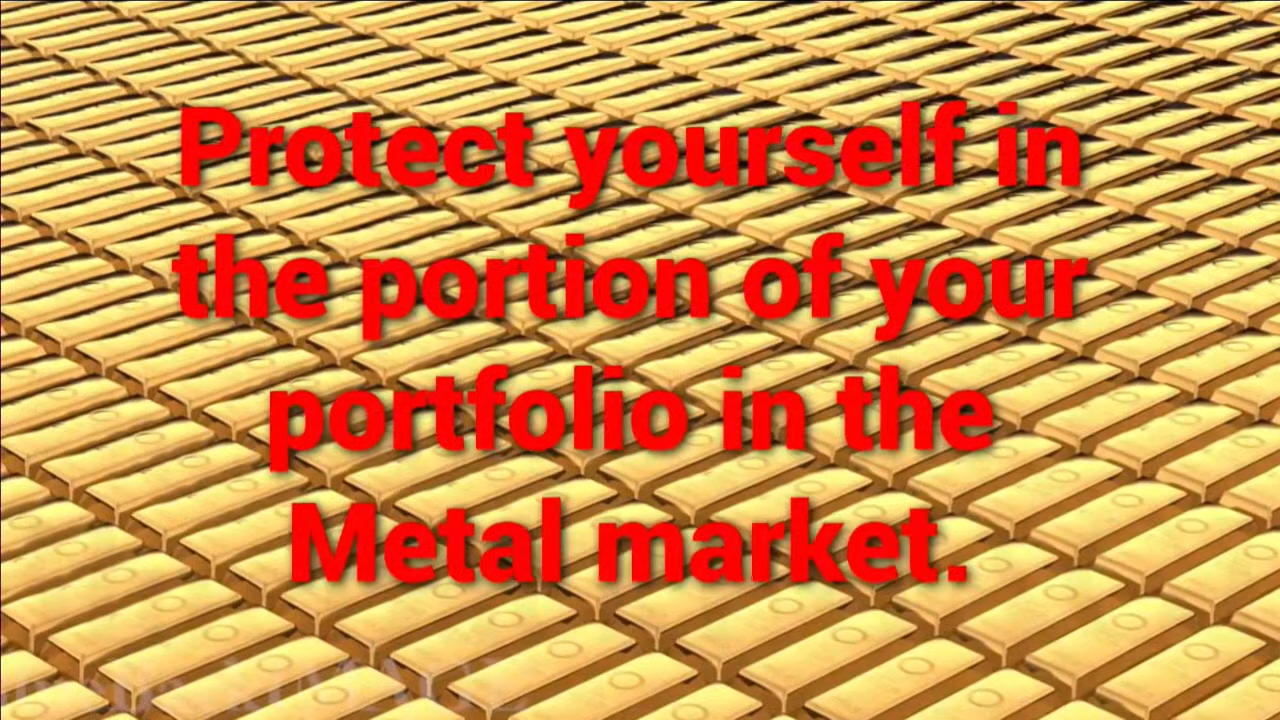 Protect yourself in
the portion of your
portfolio in the
Metal market.